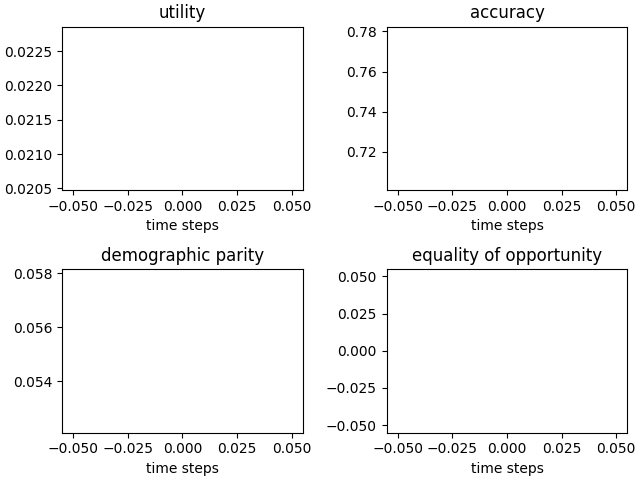 utility
0.0225
0.0220
0.0215
0.0210
0.0205
−0.050 −0.025 0.000 0.025 0.050
time steps
accuracy
0.78
0.76
0.74
0.72
−0.050 −0.025 0.000 0.025 0.050
time steps
demographic parity
0.058
0.056
0.054
−0.050 −0.025 0.000 0.025 0.050
time steps
equality of opportunity
0.050
0.025
0.000
−0.025
−0.050
−0.050 −0.025 0.000 0.025 0.050
time steps